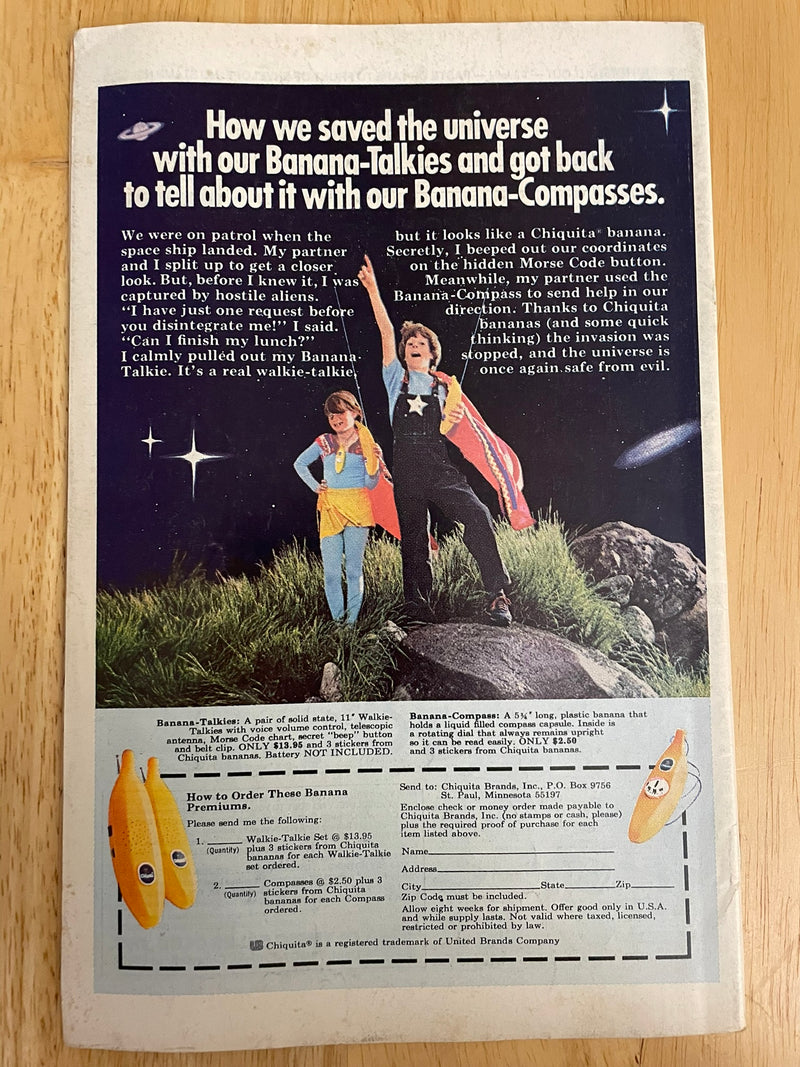 How we saved the universe
with our Banana-Talkies and got back
to tell about it with our Banana-Compasses.
We were on patrol when the
space ship landed. My partner
and I split up to get a closer
look. But, before I knew it, I was
captured by hostile aliens.
“I have just one request before
you disintegrate me!” I said.
“Can I finish my lunch?”
I calmly pulled out my Banana-
Talkie. It's a real walkie-talkie,
but it looks like a Chiquita® banana.
Secretly, I beeped out our coordinates
on the hidden Morse Code button.
Meanwhile, my partner used the
Banana-Compass to send help in our
direction. Thanks to Chiquita
bananas (and some quick
thinking) the invasion was
stopped, and the universe is
once again safe from evil.
Banana-Talkies: A pair of solid state, 11" Walkie-
Talkies with voice volume control, telescopic
antenna, Morse Code chart, secret "beep" button
and belt clip. ONLY $13.95 and 3 stickers from
Chiquita bananas. Battery NOT INCLUDED.
Banana-Compass: A 5¾" long, plastic banana that
holds a liquid filled compass capsule. Inside is
a rotating dial that always remains upright
so it can be read easily. ONLY $2.50
and 3 stickers from Chiquita bananas.
How to Order These Banana
Premiums.
Please send me the following:
1. ______ Walkie-Talkie Set @ $13.95
(Quantity) plus 3 stickers from Chiquita
bananas for each Walkie-Talkie
set ordered.
2. ______ Compasses @ $2.50 plus 3
(Quantity) stickers from Chiquita
bananas for each Compass
ordered.
Send to: Chiquita Brands, Inc., P.O. Box 9756
St. Paul, Minnesota 55197
Enclose check or money order made payable to
Chiquita Brands, Inc. (no stamps or cash, please)
plus the required proof of purchase for each
item listed above.
Name
Address
City State Zip
Zip Code must be included.
Allow eight weeks for shipment. Offer good only in U.S.A.
and while supply lasts. Not valid where taxed, licensed,
restricted or prohibited by law.
Chiquita® is a registered trademark of United Brands Company